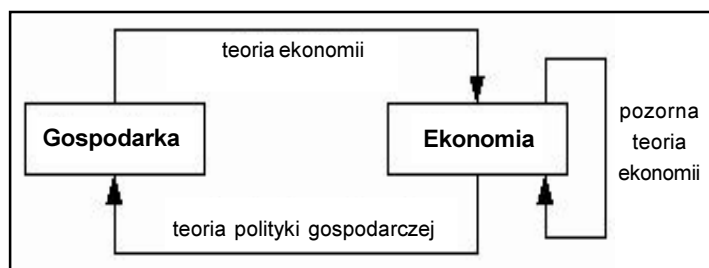 teoria ekonomii
Gospodarka
Ekonomia
pozorna
teoria
ekonomii
teoria polityki gospodarczej